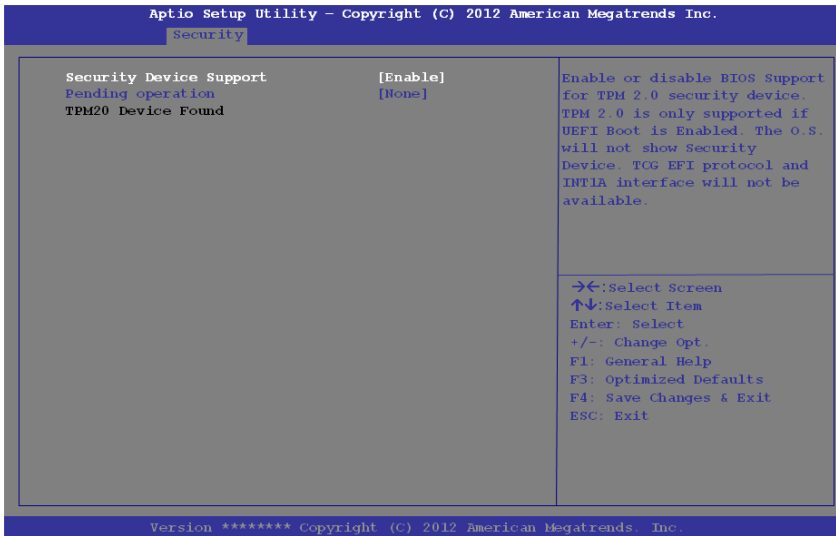 Aptio Setup Utility – Copyright (C) 2012 American Megatrends Inc.
Security
Security Device Support [Enable]
Pending operation [None]
TPM20 Device Found
Enable or disable BIOS Support
for TPM 2.0 security device.
TPM 2.0 is only supported if
UEFI Boot is Enabled. The O.S.
will not show Security
Device. TCG EFI protocol and
INT1A interface will not be
available.
→←:Select Screen
↑↓:Select Item
Enter: Select
+/-: Change Opt.
F1: General Help
F3: Optimized Defaults
F4: Save Changes & Exit
ESC: Exit
Version ******** Copyright (C) 2012 American Megatrends. Inc.